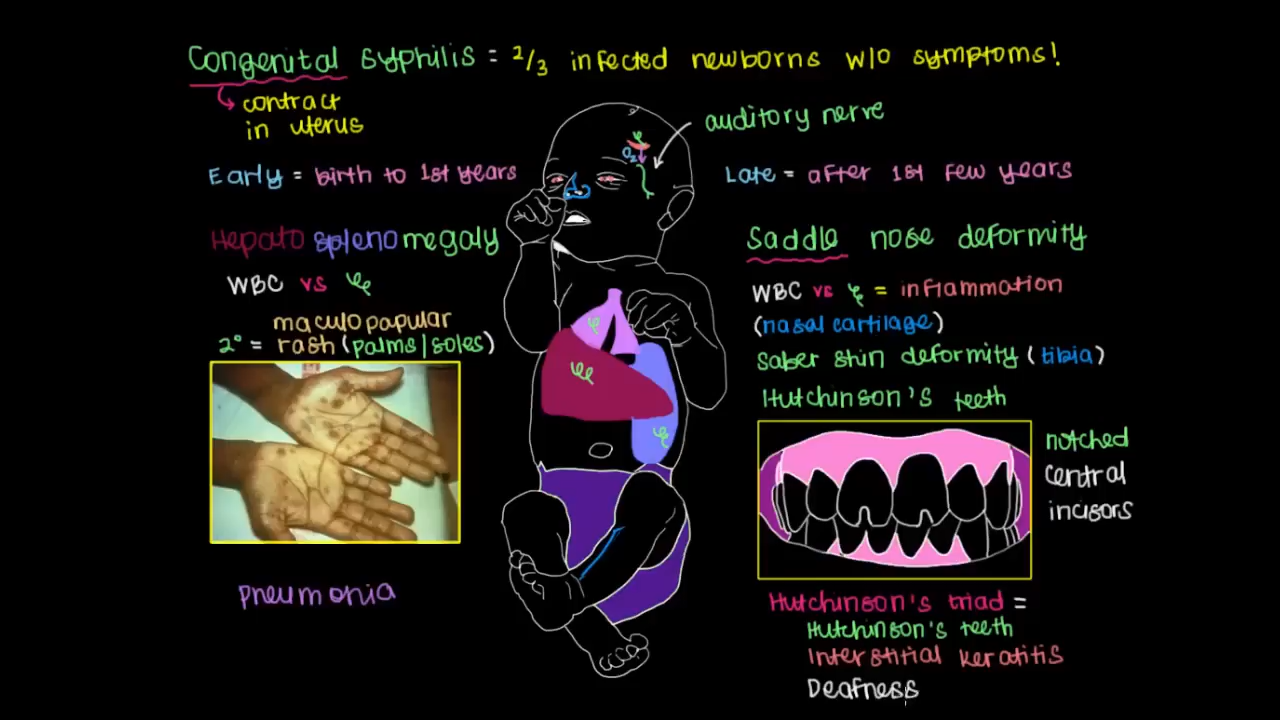 Congenital syphilis = 2/3 infected newborns w/o symptoms!
contract
in uterus
auditory nerve
O2
Early = birth to 1st years
Hepatosplenomegaly
WBC vs
maculopapular
2° = rash (palms/soles)
Pneumonia
Late = after 1st few years
Saddle nose deformity
WBC vs = inflammation
(nasal cartilage)
Saber shin deformity (tibia)
Hutchinson's teeth
notched
central
incisors
Hutchinson's triad =
Hutchinson's teeth
Interstitial keratitis
Deafness